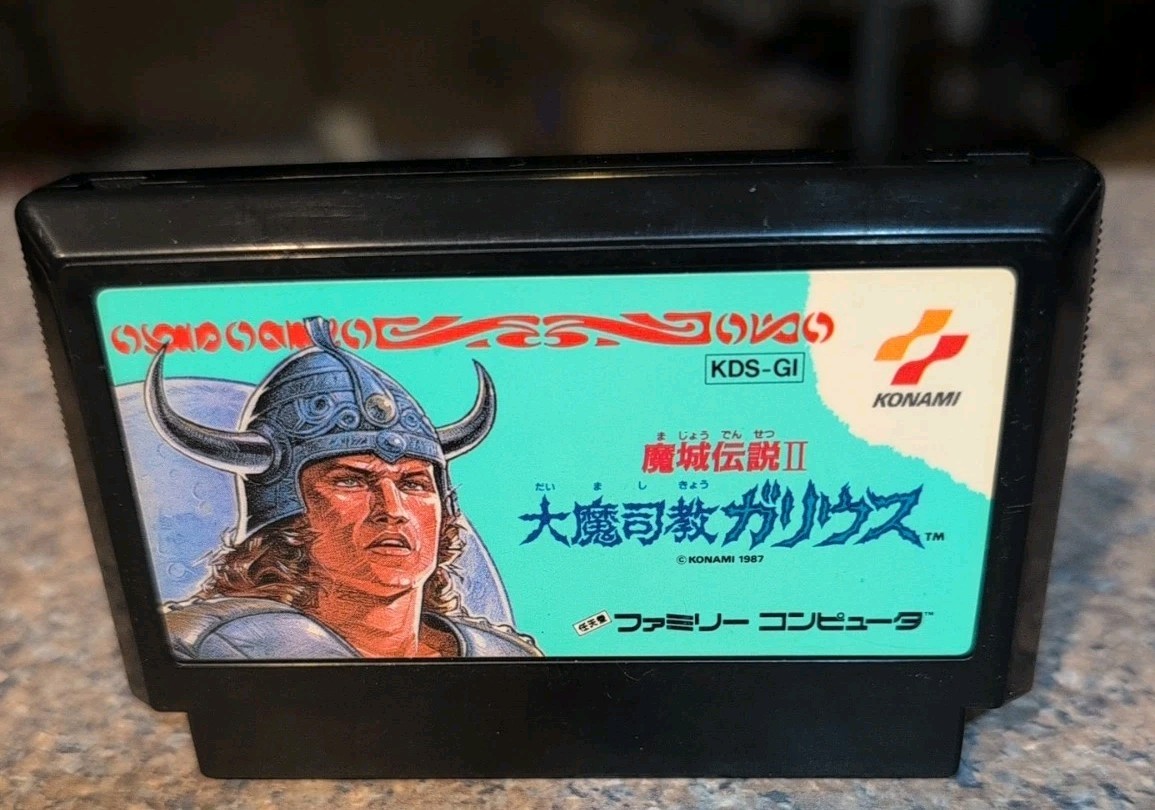 KDS-GI
KONAMI
ま じょう でん せつ
魔城伝説II
だい ま し きょう
大魔司教ガリウス™
©KONAMI 1987
任天堂 ファミリー コンピュータ™